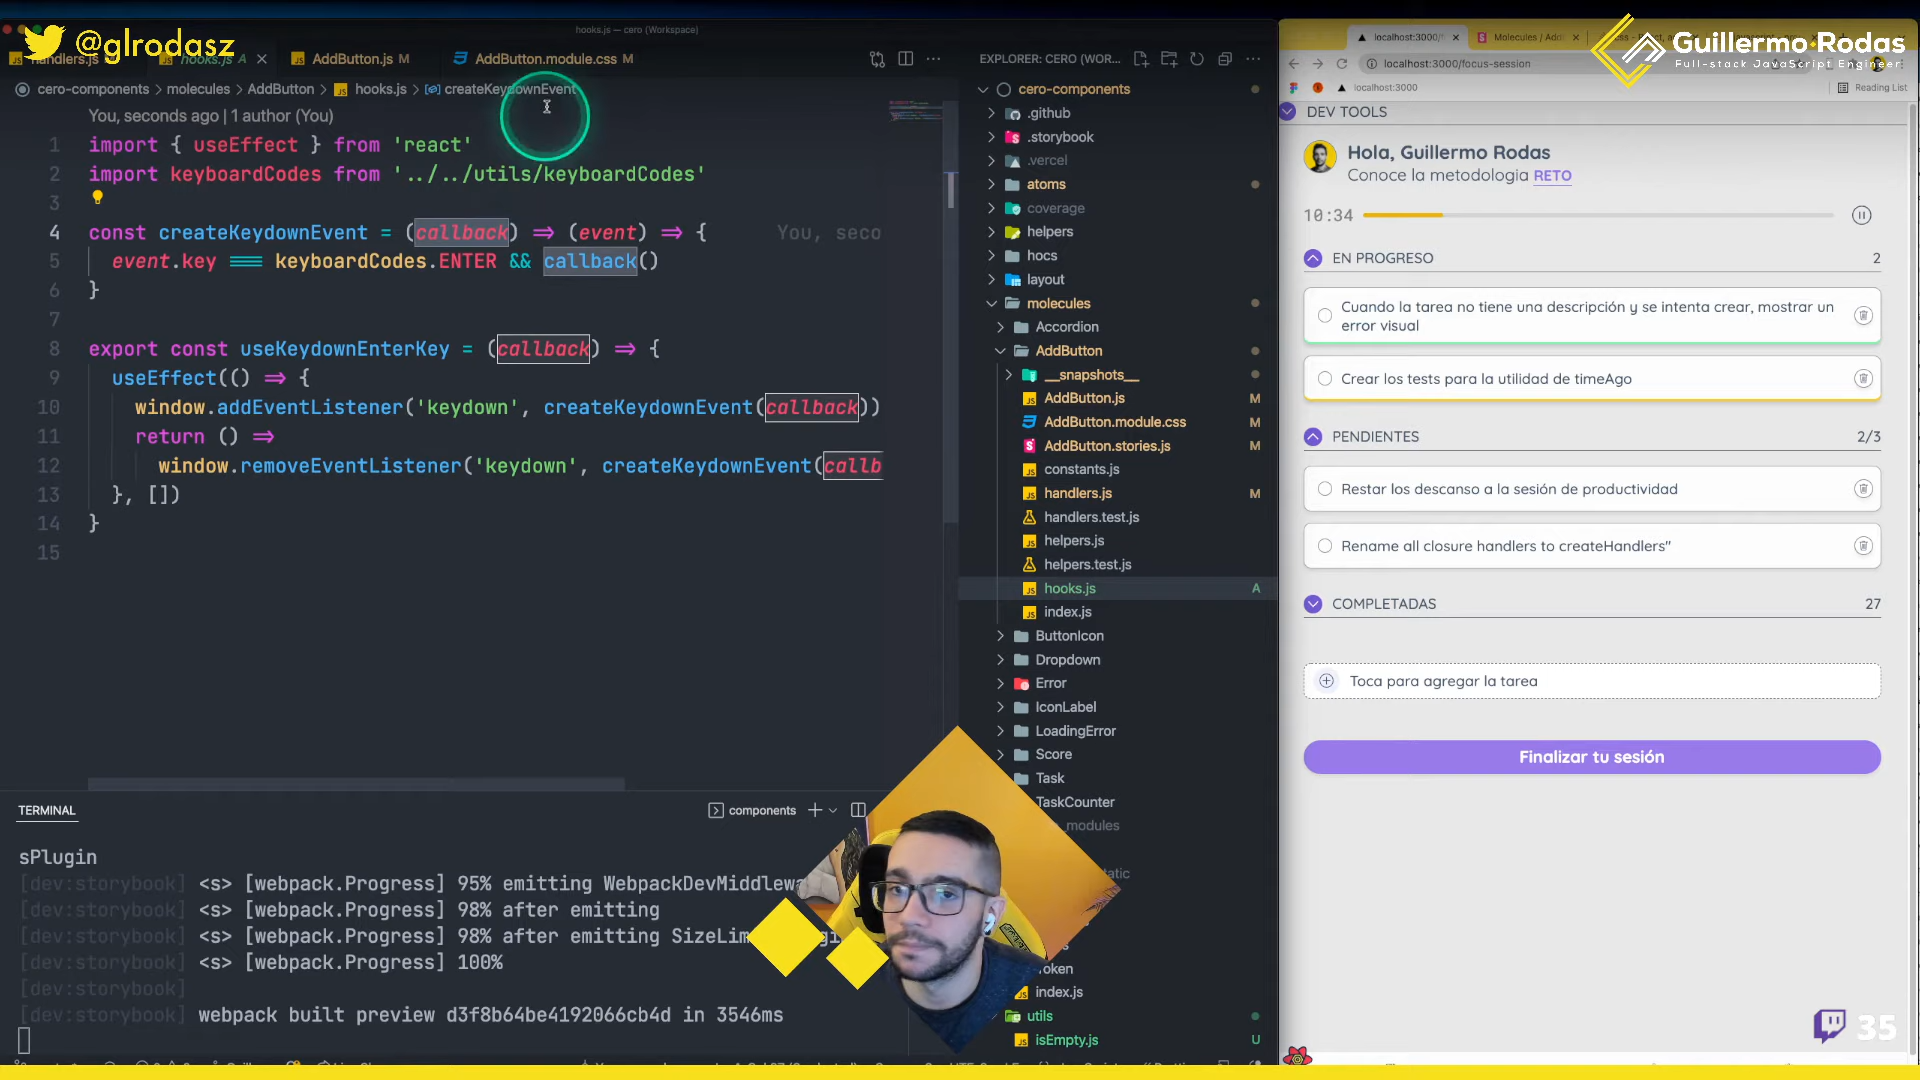 @glrodasz
hooks.js — cero (Workspace)
handlers.js M
hooks.js A
AddButton.js M
AddButton.module.css M
cero-components > molecules > AddButton > hooks.js > createKeydownEvent
You, seconds ago | 1 author (You)
1 import { useEffect } from 'react'
2 import keyboardCodes from '../../utils/keyboardCodes'
3
4 const createKeydownEvent = (callback) => (event) => { You, seco
5 event.key === keyboardCodes.ENTER && callback()
6 }
7
8 export const useKeydownEnterKey = (callback) => {
9 useEffect(() => {
10 window.addEventListener('keydown', createKeydownEvent(callback))
11 return () =>
12 window.removeEventListener('keydown', createKeydownEvent(callb
13 }, [])
14 }
15
TERMINAL
components
sPlugin
[dev:storybook] <s> [webpack.Progress] 95% emitting WebpackDevMiddlewa
[dev:storybook] <s> [webpack.Progress] 98% after emitting
[dev:storybook] <s> [webpack.Progress] 98% after emitting SizeLim
[dev:storybook] <s> [webpack.Progress] 100%
[dev:storybook]
[dev:storybook] webpack built preview d3f8b64be4192066cb4d in 3546ms
EXPLORER: CERO (WOR...
cero-components
.github
.storybook
.vercel
atoms
coverage
helpers
hocs
layout
molecules
Accordion
AddButton
__snapshots__
AddButton.js M
AddButton.module.css M
AddButton.stories.js M
constants.js
handlers.js M
handlers.test.js
helpers.js
helpers.test.js
hooks.js A
index.js
ButtonIcon
Dropdown
Error
IconLabel
LoadingError
Score
Task
TaskCounter
_modules
index.js
utils
isEmpty.js U
localhost:3000/
Molecules / Add
Guillermo Rodas
Full-stack JavaScript Engineer
localhost:3000/focus-session
localhost:3000
Reading List
DEV TOOLS
Hola, Guillermo Rodas
Conoce la metodologia RETO
10:34
EN PROGRESO 2
Cuando la tarea no tiene una descripción y se intenta crear, mostrar un
error visual
Crear los tests para la utilidad de timeAgo
PENDIENTES 2/3
Restar los descanso a la sesión de productividad
Rename all closure handlers to createHandlers"
COMPLETADAS 27
Toca para agregar la tarea
Finalizar tu sesión
35